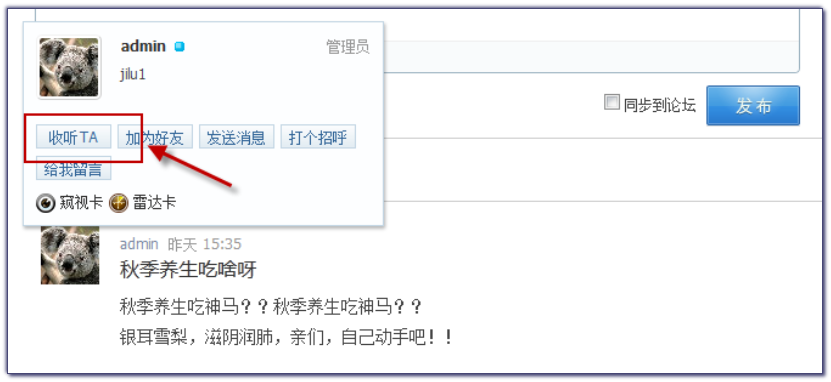 admin 管理员
jilu1
同步到论坛 发布
收听TA 加为好友 发送消息 打个招呼
给我留言
窥视卡 雷达卡
admin 昨天 15:35
秋季养生吃啥呀
秋季养生吃神马？？秋季养生吃神马？？
银耳雪梨，滋阴润肺，亲们，自己动手吧！！